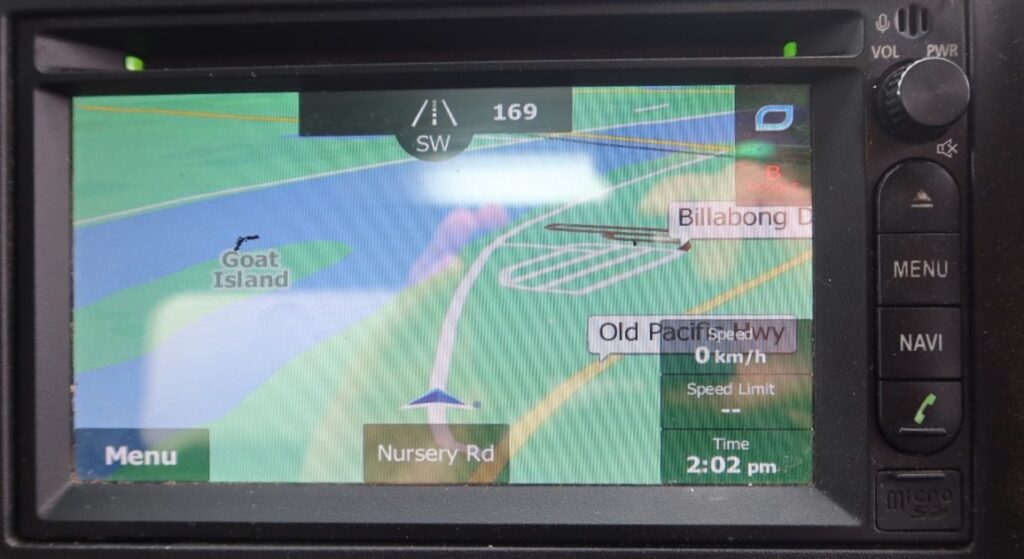 VOL PWR
169
SW
B
Billabong D
Goat
Island
MENU
Old Pacific Hwy
Speed
0 km/h
NAVI
Speed Limit
--
Nursery Rd
Menu
Time
2:02 pm
micro
SD